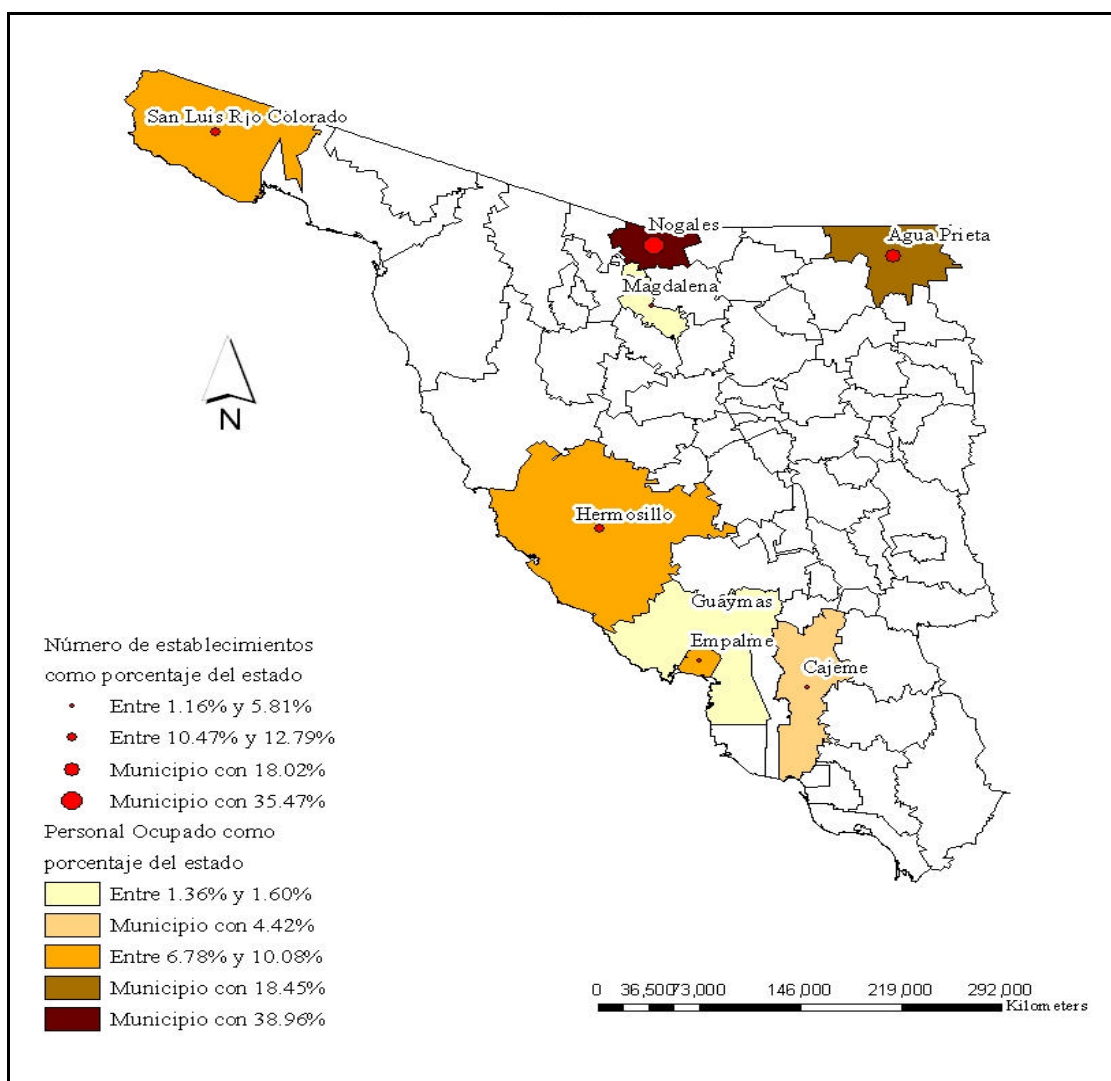 San Luis Rjo Colorado
Nogales
Agua Prieta
Magdalena
N
Hermosillo
Guáymas
Empalme
Cajeme
Número de establecimientos
como porcentaje del estado
Entre 1.16% y 5.81%
Entre 10.47% y 12.79%
Municipio con 18.02%
Municipio con 35.47%
Personal Ocupado como
porcentaje del estado
Entre 1.36% y 1.60%
Municipio con 4.42%
Entre 6.78% y 10.08%
Municipio con 18.45%
Municipio con 38.96%
0 36,500 73,000 146,000 219,000 292,000
Kilometers